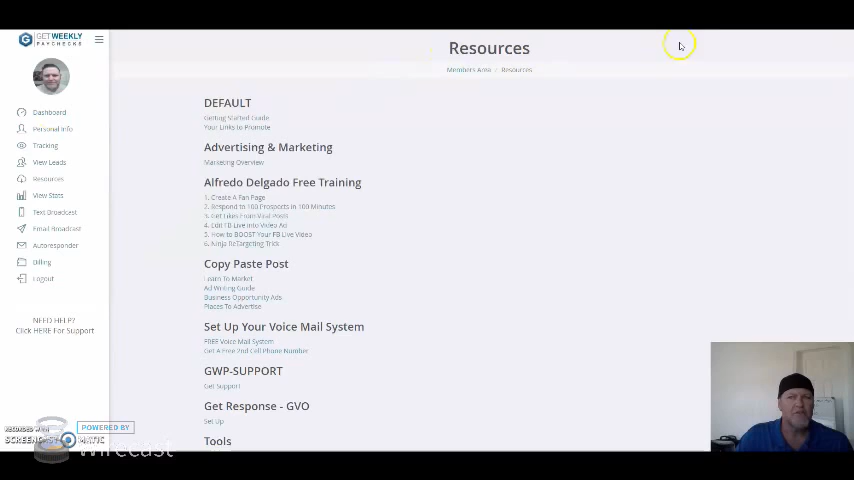 GET WEEKLY
PAYCHECKS
Dashboard
Personal Info
Tracking
View Leads
Resources
View Stats
Text Broadcast
Email Broadcast
Autoresponder
Billing
Logout
NEED HELP?
Click HERE For Support
Resources
Members Area / Resources
DEFAULT
Getting Started Guide
Your Links to Promote
Advertising & Marketing
Marketing Overview
Alfredo Delgado Free Training
1. Create A Fan Page
2. Respond to 100 Prospects in 100 Minutes
3. Get Likes From Viral Posts
4. Edit FB Live into Video Ad
5. How to BOOST Your FB Live Video
6. Ninja ReTargeting Trick
Copy Paste Post
Learn To Market
Ad Writing Guide
Business Opportunity Ads
Places To Advertise
Set Up Your Voice Mail System
FREE Voice Mail System
Get A Free 2nd Cell Phone Number
GWP-SUPPORT
Get Support
Get Response - GVO
Set Up
Tools
RECORDED WITH
SCREENCAST MATIC
POWERED BY
Wirecast